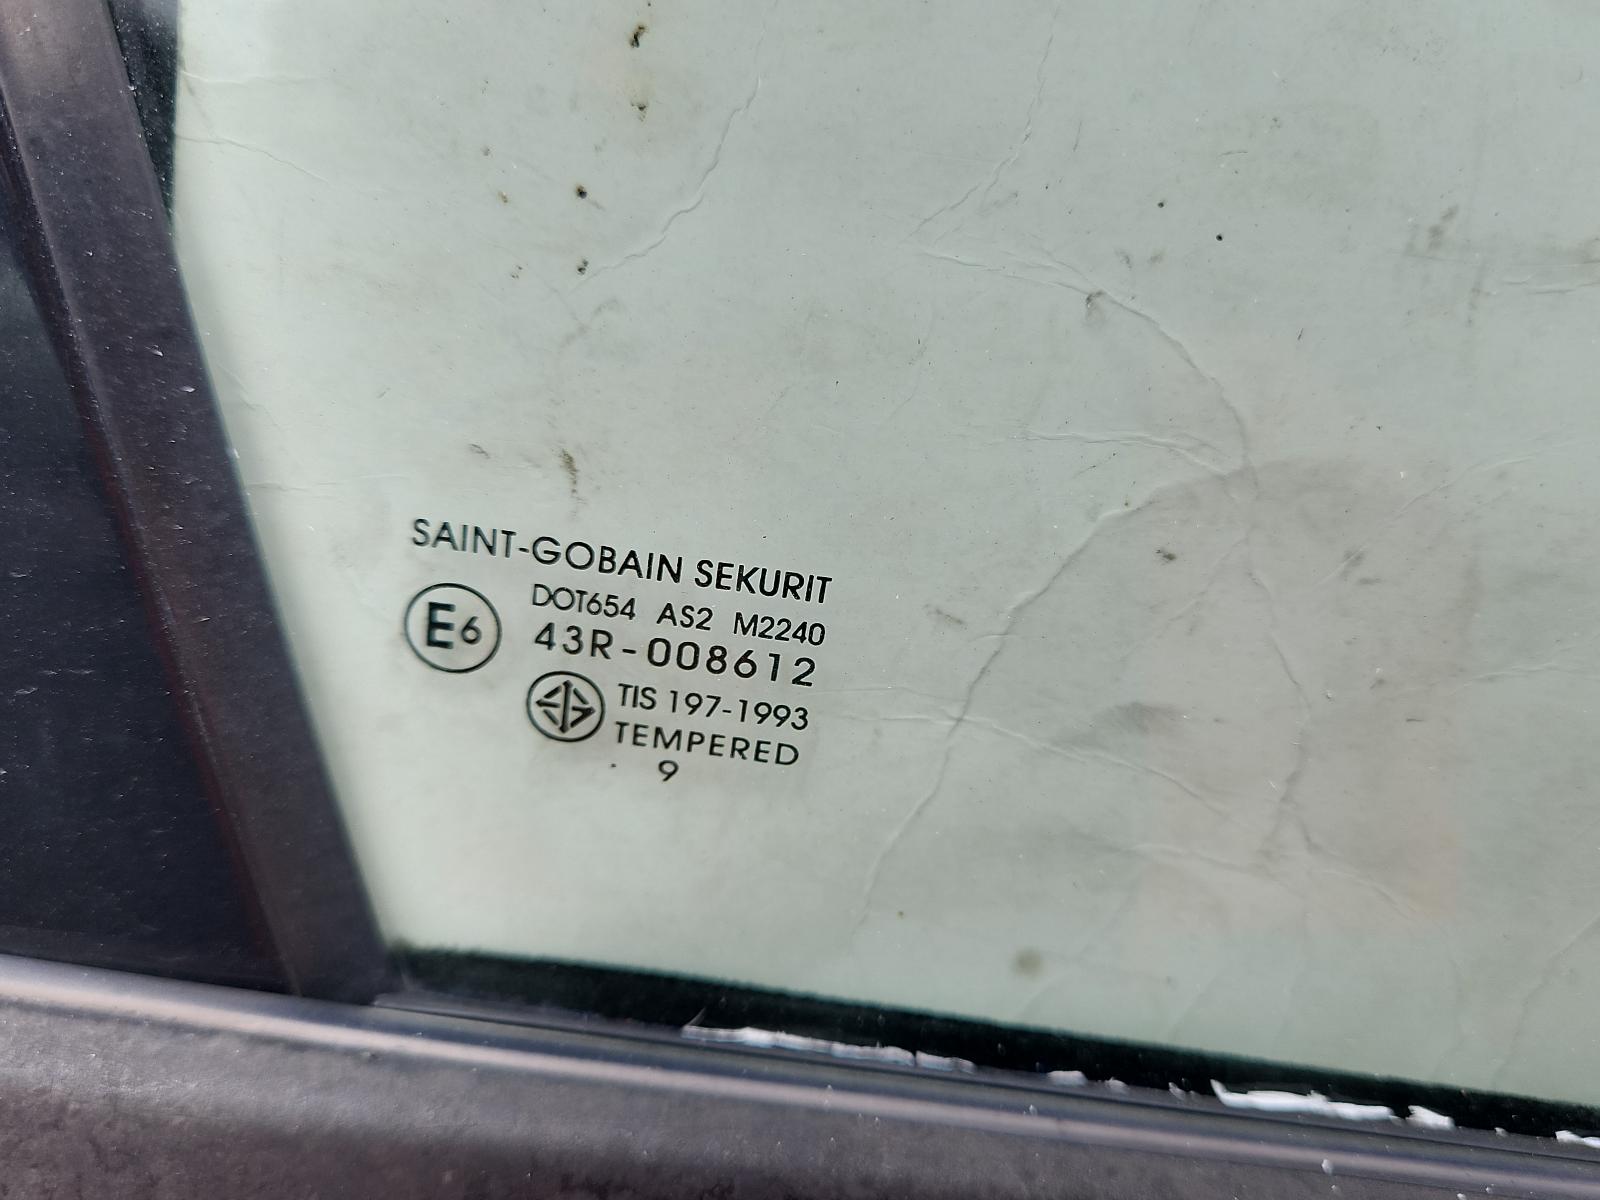 SAINT-GOBAIN SEKURIT
E6
DOT654 AS2 M2240
43R-008612
TIS 197-1993
TEMPERED
. 9